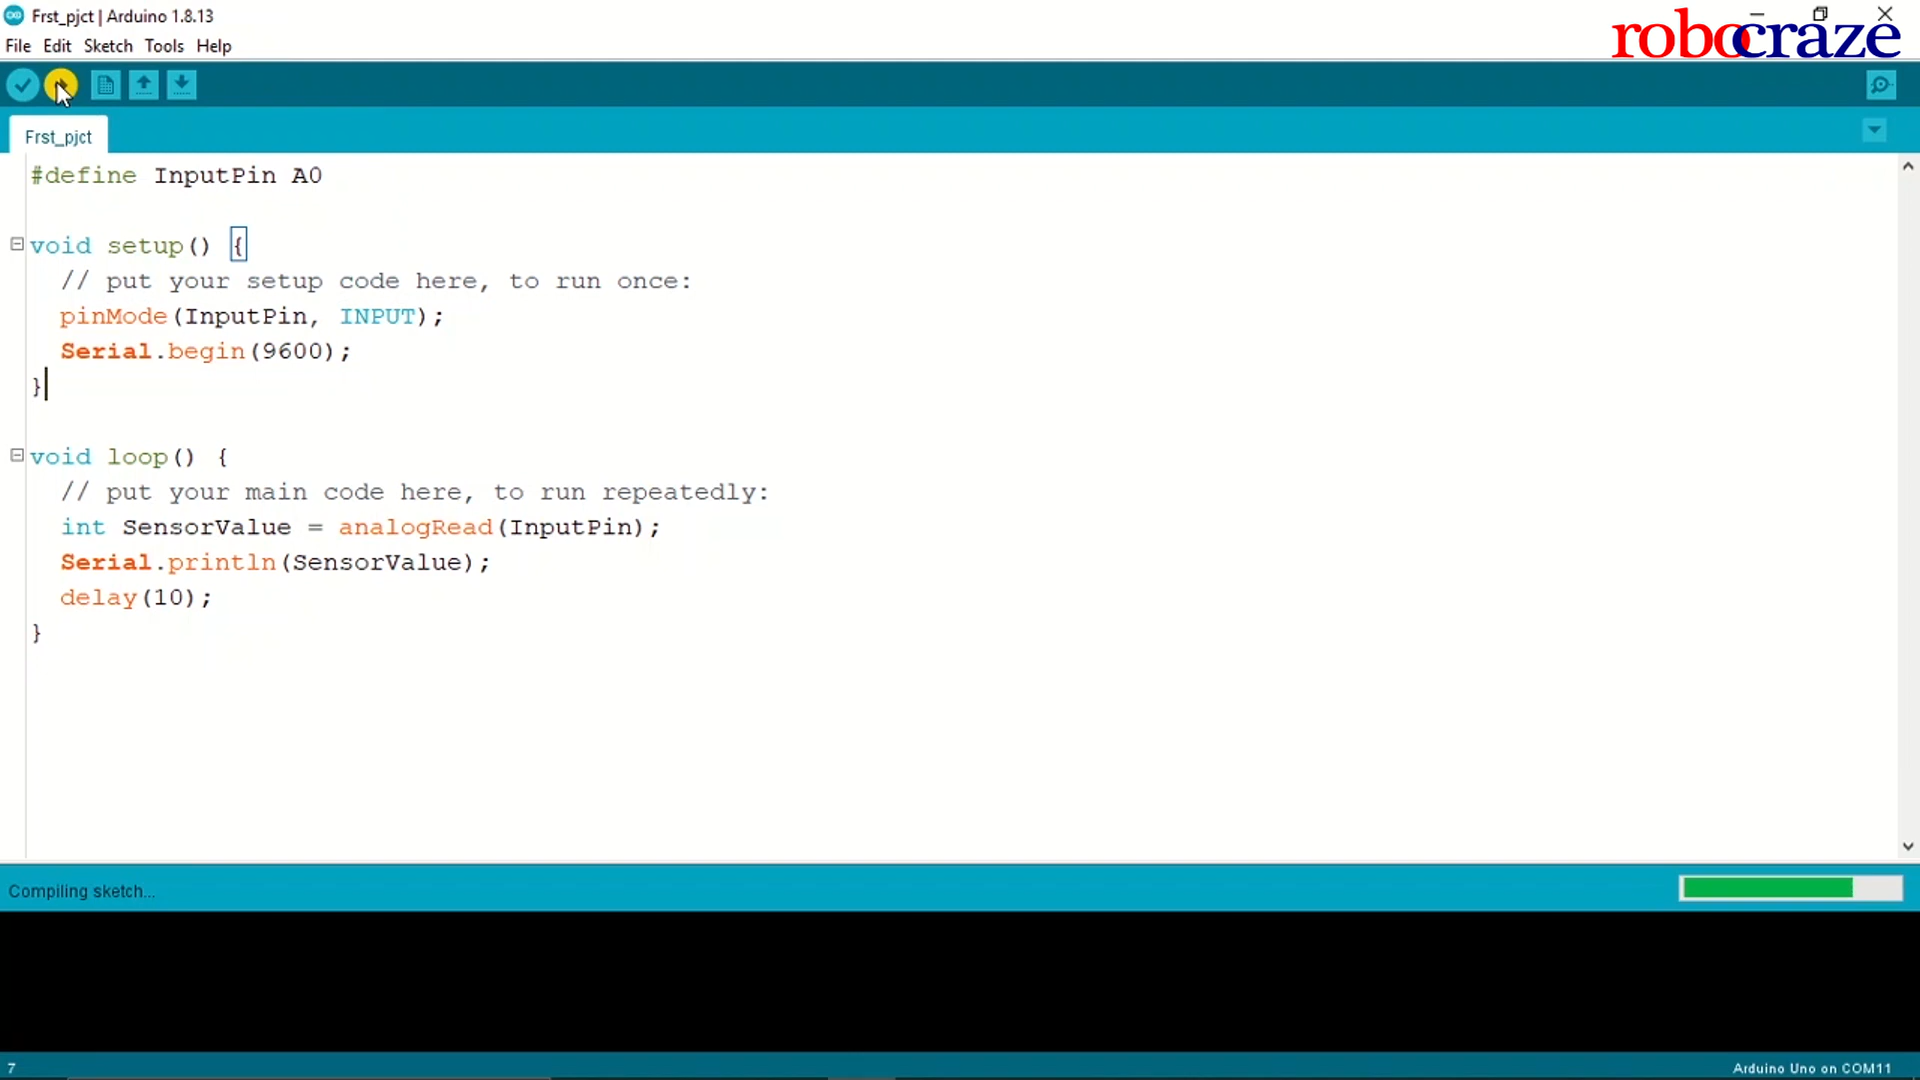 Frst_pjct | Arduino 1.8.13
robocraze
File Edit Sketch Tools Help
Frst_pjct
#define InputPin A0
void setup() {
// put your setup code here, to run once:
pinMode(InputPin, INPUT);
Serial.begin(9600);
}
void loop() {
// put your main code here, to run repeatedly:
int SensorValue = analogRead(InputPin);
Serial.println(SensorValue);
delay(10);
}
Compiling sketch...
7
Arduino Uno on COM11